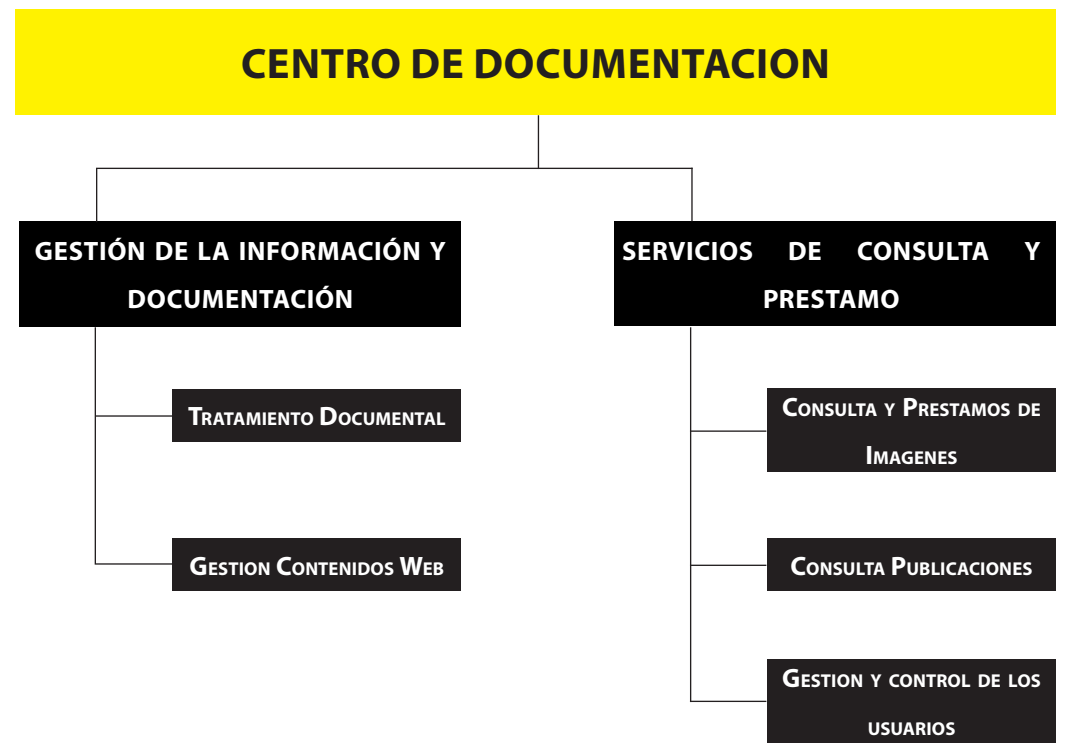 CENTRO DE DOCUMENTACION
GESTIÓN DE LA INFORMACIÓN Y
DOCUMENTACIÓN
TRATAMIENTO DOCUMENTAL
GESTION CONTENIDOS WEB
SERVICIOS DE CONSULTA Y
PRESTAMO
CONSULTA Y PRESTAMOS DE
IMAGENES
CONSULTA PUBLICACIONES
GESTION Y CONTROL DE LOS
USUARIOS